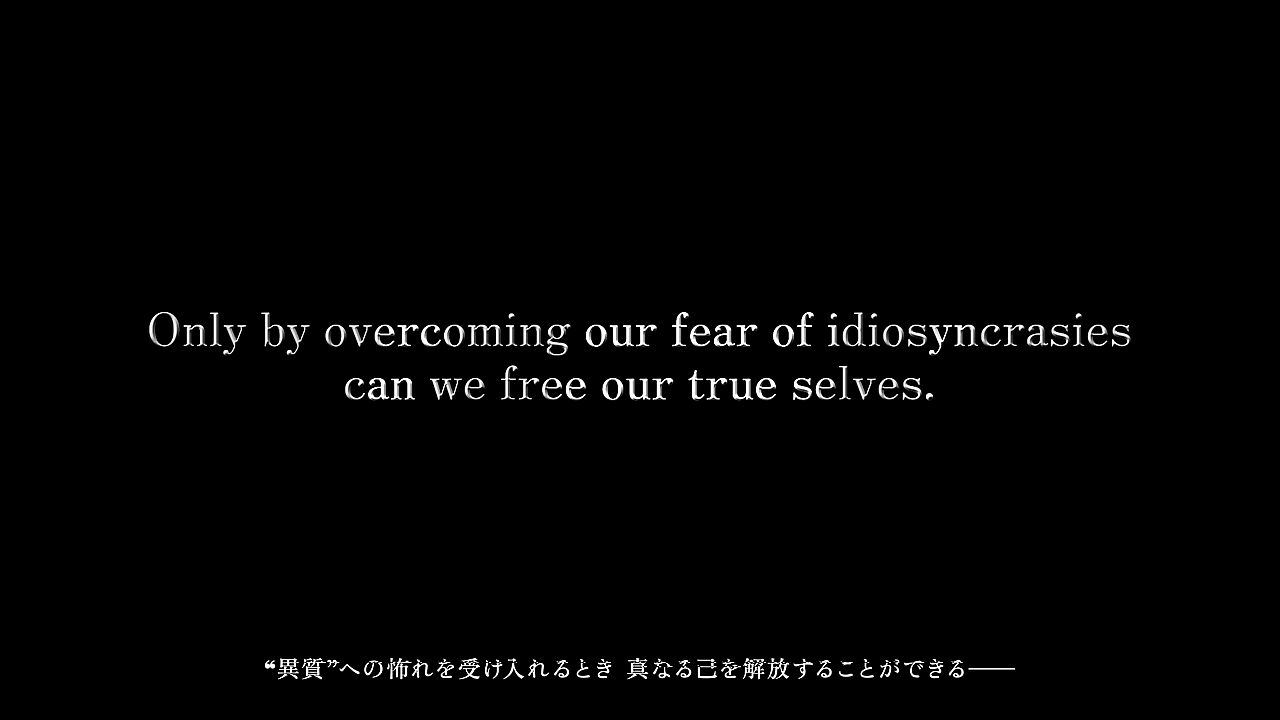 Only by overcoming our fear of idiosyncrasies
can we free our true selves.
“異質”への怖れを受け入れるとき 真なる己を解放することができる――